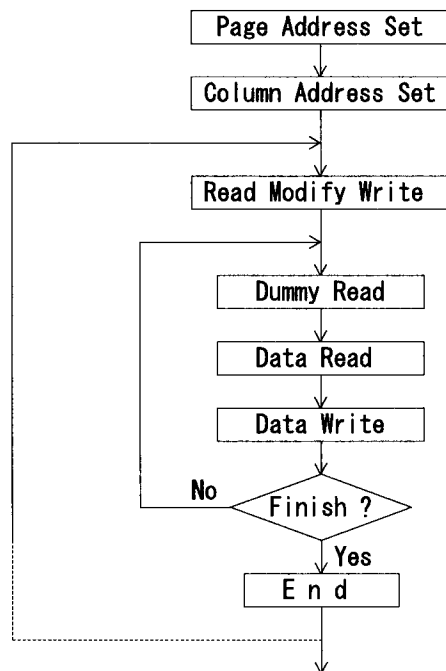 Page Address Set
Column Address Set
Read Modify Write
Dummy Read
Data Read
Data Write
No
Finish ?
Yes
E n d